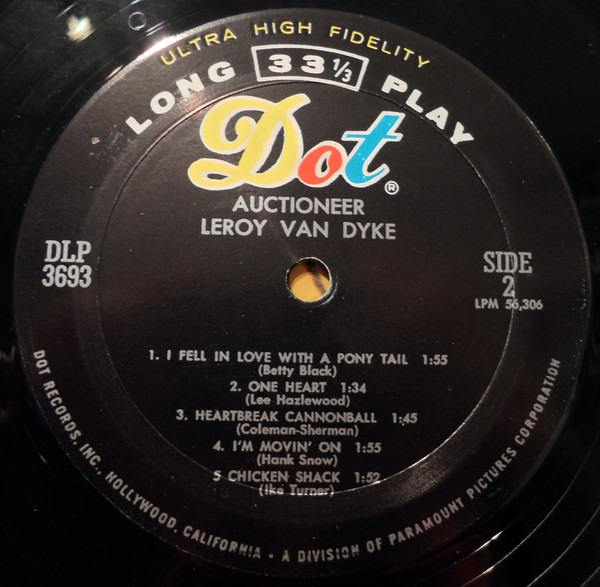 ULTRA HIGH FIDELITY
LONG 33 1/3 PLAY
Dot®
AUCTIONEER
LEROY VAN DYKE
DLP
3693
SIDE
2
LPM 56,306
1. I FELL IN LOVE WITH A PONY TAIL 1:55
(Betty Black)
2. ONE HEART 1:34
(Lee Hazlewood)
3. HEARTBREAK CANNONBALL 1:45
(Coleman-Sherman)
4. I'M MOVIN' ON 1:55
(Hank Snow)
5 CHICKEN SHACK 1:52
(Ike Turner)
DOT RECORDS, INC., HOLLYWOOD, CALIFORNIA - A DIVISION OF PARAMOUNT PICTURES CORPORATION